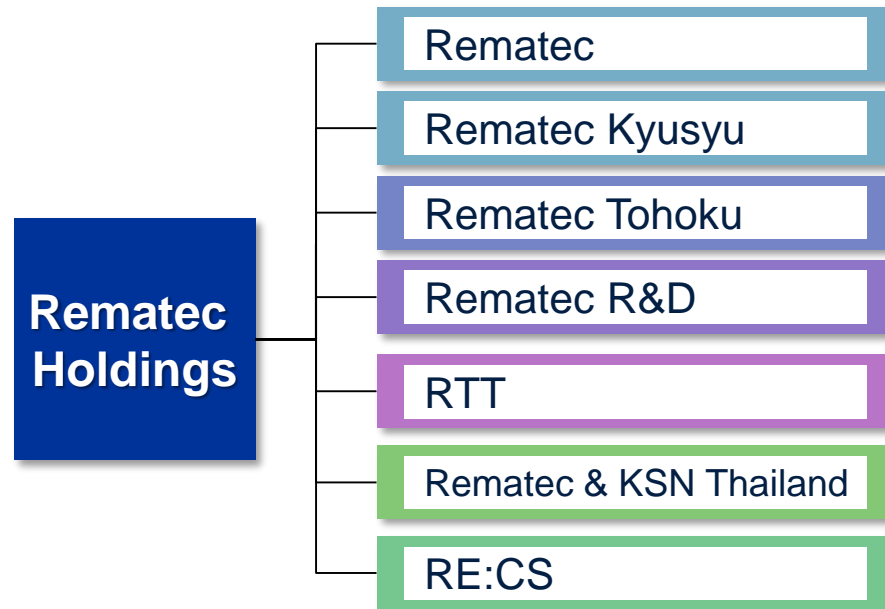 Rematec
Holdings
Rematec
Rematec Kyusyu
Rematec Tohoku
Rematec R&D
RTT
Rematec & KSN Thailand
RE:CS